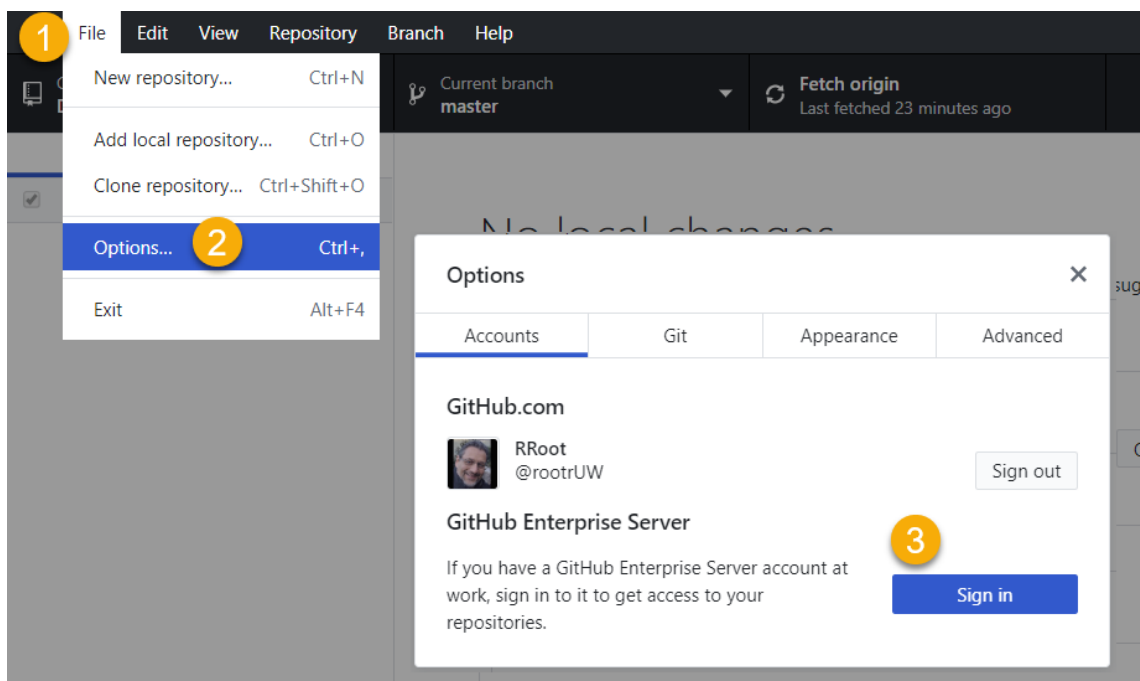 1
File Edit View Repository Branch Help
New repository... Ctrl+N
Add local repository... Ctrl+O
Clone repository... Ctrl+Shift+O
Options... 2 Ctrl+,
Exit Alt+F4
Current branch
master
Fetch origin
Last fetched 23 minutes ago
No local changes
Options
Accounts Git Appearance Advanced
GitHub.com
RRoot
@rootrUW
Sign out
GitHub Enterprise Server
If you have a GitHub Enterprise Server account at
work, sign in to it to get access to your
repositories.
3
Sign in